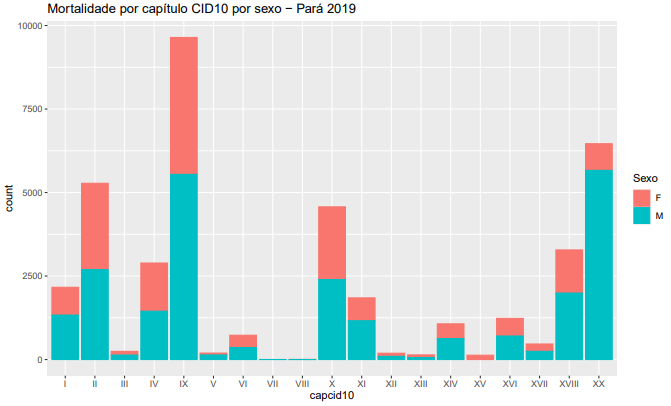 Mortalidade por capítulo CID10 por sexo − Pará 2019
10000
7500
5000
2500
0
count
I II III IV IX V VI VII VIII X XI XII XIII XIV XV XVI XVII XVIII XX
capcid10
Sexo
F
M